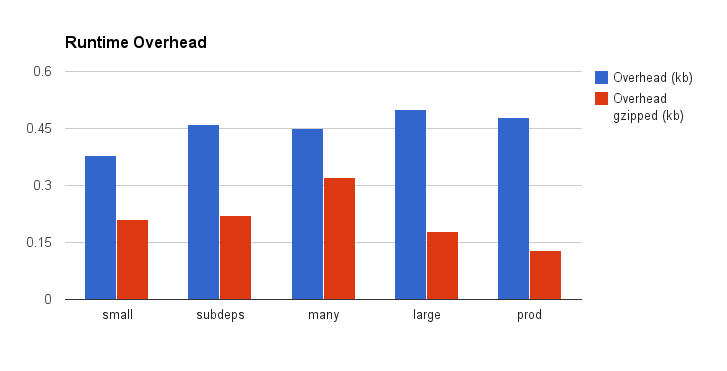 Runtime Overhead
0.6
0.45
0.3
0.15
0
small
subdeps
many
large
prod
Overhead (kb)
Overhead
gzipped (kb)